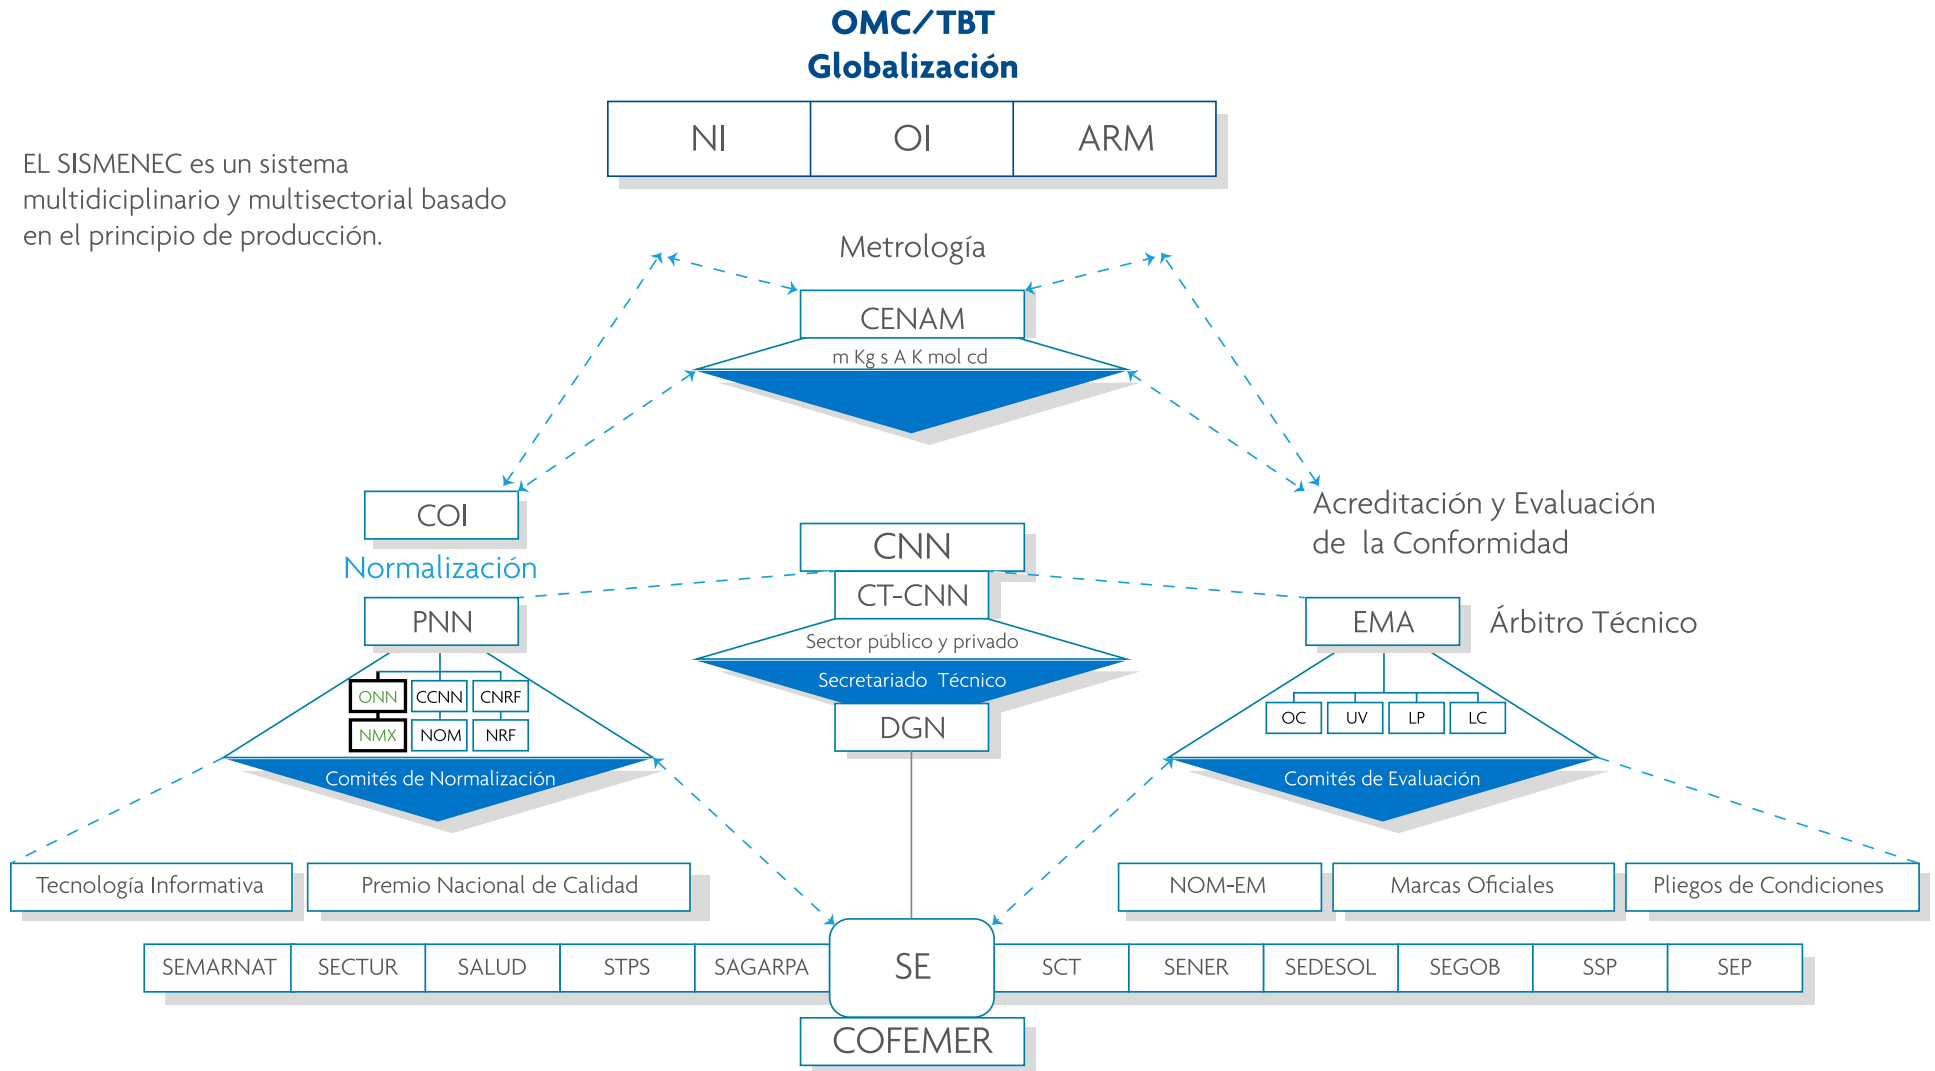 OMC/TBT
Globalización
NI
OI
ARM
EL SISMENEC es un sistema
multidiciplinario y multisectorial basado
en el principio de producción.
Metrología
CENAM
m Kg s A K mol cd
COI
Normalización
CNN
CT-CNN
Sector público y privado
Secretariado Técnico
DGN
Acreditación y Evaluación
de la Conformidad
PNN
ONN
CCNN
CNRF
NMX
NOM
NRF
Comités de Normalización
EMA
Árbitro Técnico
OC
UV
LP
LC
Comités de Evaluación
Tecnología Informativa
Premio Nacional de Calidad
NOM-EM
Marcas Oficiales
Pliegos de Condiciones
SEMARNAT
SECTUR
SALUD
STPS
SAGARPA
SE
SCT
SENER
SEDESOL
SEGOB
SSP
SEP
COFEMER